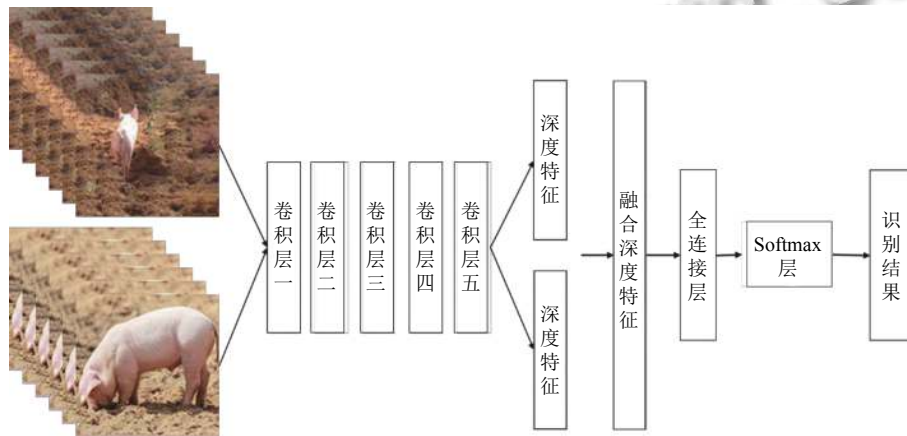 卷积层一
卷积层二
卷积层三
卷积层四
卷积层五
深度特征
深度特征
融合深度特征
全连接层
Softmax
层
识别结果